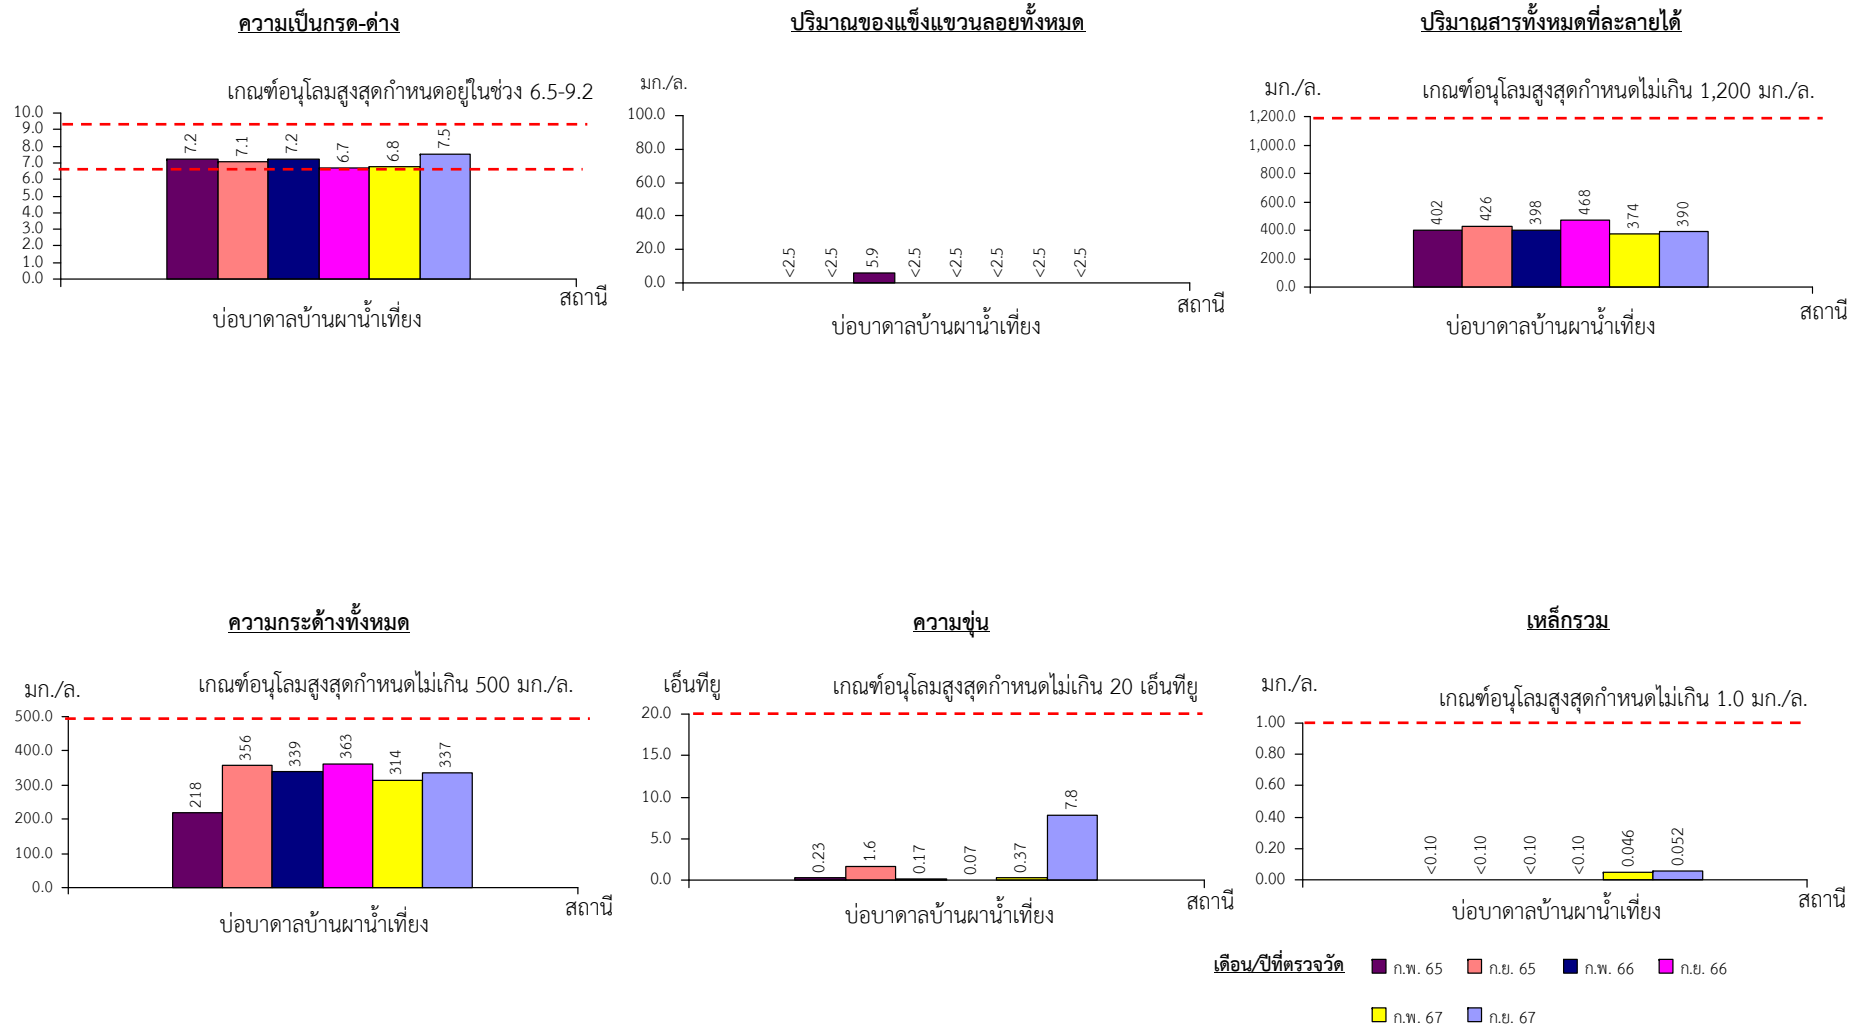 ความเป็นกรด-ด่าง
เกณฑ์อนุโลมสูงสุดกำหนดอยู่ในช่วง 6.5-9.2
10.0
9.0
8.0
7.0
6.0
5.0
4.0
3.0
2.0
1.0
0.0
7.2 7.1 7.2 6.7 6.8 7.5
สถานี
บ่อบาดาลบ้านผาน้ำเที่ยง
ปริมาณของแข็งแขวนลอยทั้งหมด
มก./ล.
100.0
80.0
60.0
40.0
20.0
0.0
<2.5 <2.5 5.9 <2.5 <2.5 <2.5 <2.5 <2.5
สถานี
บ่อบาดาลบ้านผาน้ำเที่ยง
ปริมาณสารทั้งหมดที่ละลายได้
มก./ล.
เกณฑ์อนุโลมสูงสุดกำหนดไม่เกิน 1,200 มก./ล.
1,200.0
1,000.0
800.0
600.0
400.0
200.0
0.0
402 426 398 468 374 390
สถานี
บ่อบาดาลบ้านผาน้ำเที่ยง
ความกระด้างทั้งหมด
มก./ล.
เกณฑ์อนุโลมสูงสุดกำหนดไม่เกิน 500 มก./ล.
500.0
400.0
300.0
200.0
100.0
0.0
218 356 339 363 314 337
สถานี
บ่อบาดาลบ้านผาน้ำเที่ยง
ความขุ่น
เอ็นทียู
เกณฑ์อนุโลมสูงสุดกำหนดไม่เกิน 20 เอ็นทียู
20.0
15.0
10.0
5.0
0.0
0.23 1.6 0.17 0.07 0.37 7.8
สถานี
บ่อบาดาลบ้านผาน้ำเที่ยง
เหล็กรวม
มก./ล.
เกณฑ์อนุโลมสูงสุดกำหนดไม่เกิน 1.0 มก./ล.
1.00
0.80
0.60
0.40
0.20
0.00
<0.10 <0.10 <0.10 <0.10 0.046 0.052
สถานี
บ่อบาดาลบ้านผาน้ำเที่ยง
เดือน/ปีที่ตรวจวัด ก.พ. 65 ก.ย. 65 ก.พ. 66 ก.ย. 66
ก.พ. 67 ก.ย. 67